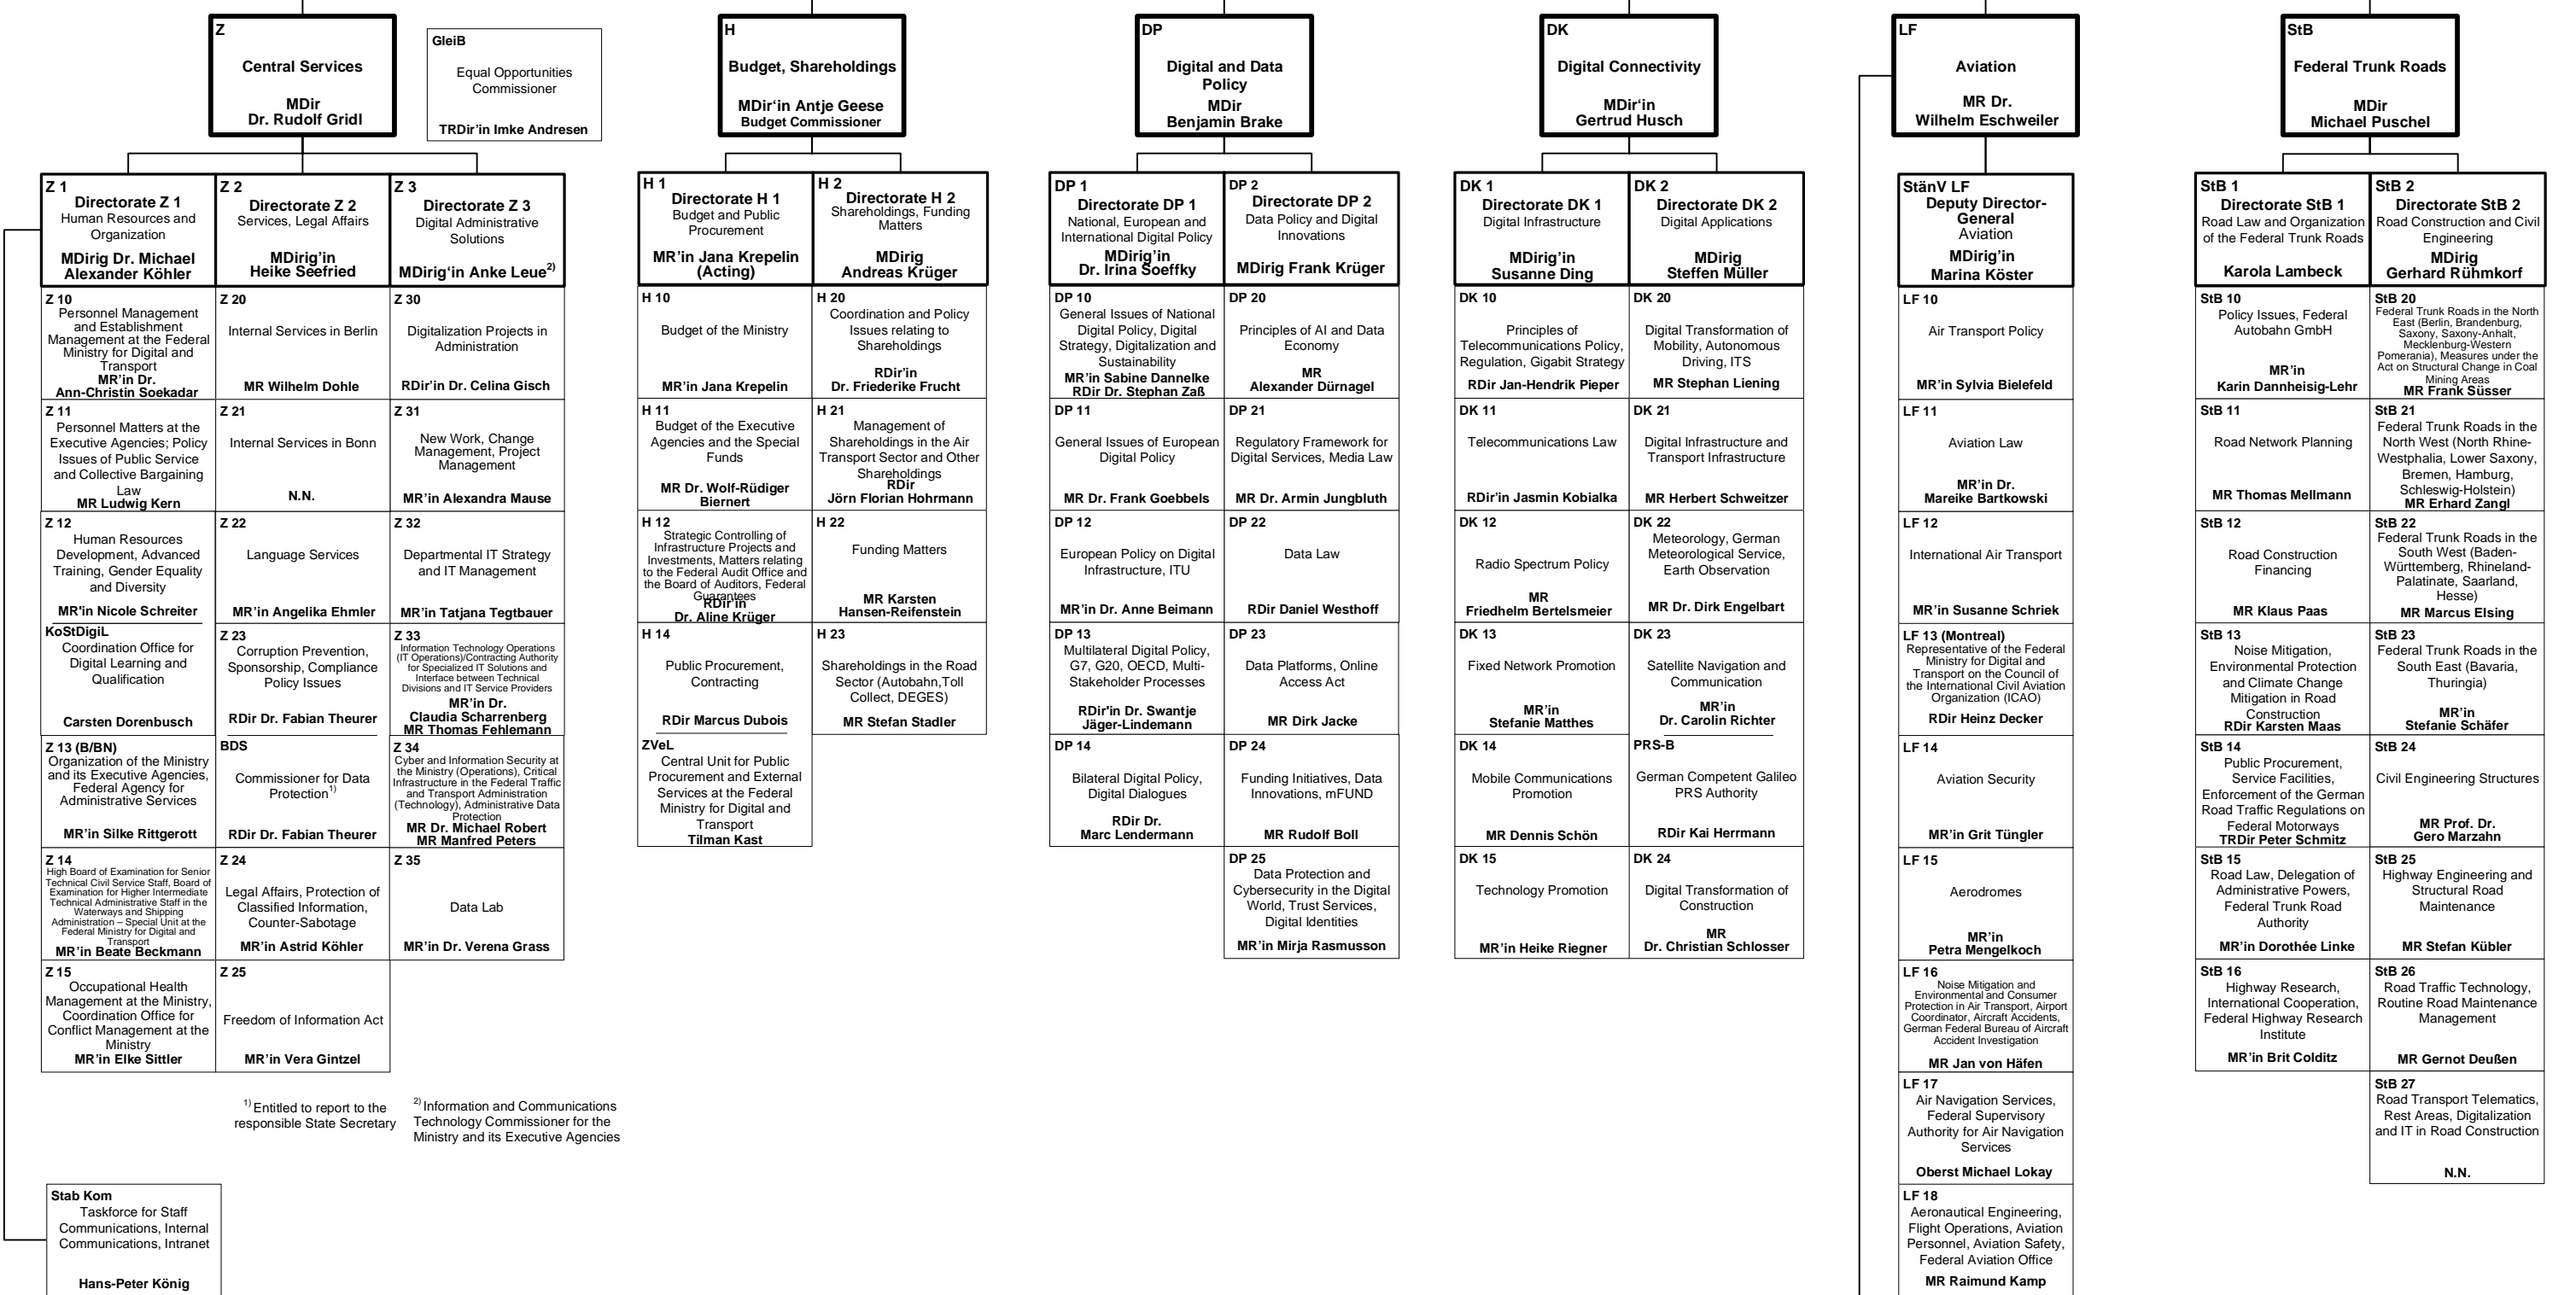 Z
Central Services
MDir
Dr. Rudolf Gridl
GleiB
Equal Opportunities
Commissioner
TRDir'in Imke Andresen
H
Budget, Shareholdings
MDir‘in Antje Geese
Budget Commissioner
DP
Digital and Data
Policy
MDir
Benjamin Brake
DK
Digital Connectivity
MDir'in
Gertrud Husch
LF
Aviation
MR Dr.
Wilhelm Eschweiler
StB
Federal Trunk Roads
MDir
Michael Puschel
Z 1
Directorate Z 1
Human Resources and
Organization
MDirig Dr. Michael
Alexander Köhler
Z 10
Personnel Management
and Establishment
Management at the Federal
Ministry for Digital and
Transport
MR’in Dr.
Ann-Christin Soekadar
Z 11
Personnel Matters at the
Executive Agencies; Policy
Issues of Public Service
and Collective Bargaining
Law
MR Ludwig Kern
Z 12
Human Resources
Development, Advanced
Training, Gender Equality
and Diversity
MR'in Nicole Schreiter
KoStDigiL
Coordination Office for
Digital Learning and
Qualification
Carsten Dorenbusch
Z 13 (B/BN)
Organization of the Ministry
and its Executive Agencies,
Federal Agency for
Administrative Services
MR’in Silke Rittgerott
Z 14
High Board of Examination for Senior
Technical Civil Service Staff, Board of
Examination for Higher Intermediate
Technical Administrative Staff in the
Waterways and Shipping
Administration – Special Unit at the
Federal Ministry for Digital and
Transport
MR’in Beate Beckmann
Z 15
Occupational Health
Management at the Ministry,
Coordination Office for
Conflict Management at the
Ministry
MR’in Elke Sittler
Z 2
Directorate Z 2
Services, Legal Affairs
MDirig’in
Heike Seefried
Z 20
Internal Services in Berlin
MR Wilhelm Dohle
Z 21
Internal Services in Bonn
N.N.
Z 22
Language Services
MR’in Angelika Ehmler
Z 23
Corruption Prevention,
Sponsorship, Compliance
Policy Issues
RDir Dr. Fabian Theurer
BDS
Commissioner for Data
Protection1)
RDir Dr. Fabian Theurer
Z 24
Legal Affairs, Protection of
Classified Information,
Counter-Sabotage
MR’in Astrid Köhler
Z 25
Freedom of Information Act
MR’in Vera Gintzel
Z 3
Directorate Z 3
Digital Administrative
Solutions
MDirig‘in Anke Leue2)
Z 30
Digitalization Projects in
Administration
RDir’in Dr. Celina Gisch
Z 31
New Work, Change
Management, Project
Management
MR’in Alexandra Mause
Z 32
Departmental IT Strategy
and IT Management
MR’in Tatjana Tegtbauer
Z 33
Information Technology Operations
(IT Operations)/Contracting Authority
for Specialized IT Solutions and
Interface between Technical
Divisions and IT Service Providers
MR’in Dr.
Claudia Scharrenberg
MR Thomas Fehlemann
Z 34
Cyber and Information Security at
the Ministry (Operations), Critical
Infrastructure in the Federal Traffic
and Transport Administration
(Technology), Administrative Data
Protection
MR Dr. Michael Robert
MR Manfred Peters
Z 35
Data Lab
MR’in Dr. Verena Grass
H 1
Directorate H 1
Budget and Public
Procurement
MR’in Jana Krepelin
(Acting)
H 10
Budget of the Ministry
MR’in Jana Krepelin
H 11
Budget of the Executive
Agencies and the Special
Funds
MR Dr. Wolf-Rüdiger
Biernert
H 12
Strategic Controlling of
Infrastructure Projects and
Investments, Matters relating
to the Federal Audit Office and
the Board of Auditors, Federal
Guarantees
RDir’in
Dr. Aline Krüger
H 14
Public Procurement,
Contracting
RDir Marcus Dubois
ZVeL
Central Unit for Public
Procurement and External
Services at the Federal
Ministry for Digital and
Transport
Tilman Kast
H 2
Directorate H 2
Shareholdings, Funding
Matters
MDirig
Andreas Krüger
H 20
Coordination and Policy
Issues relating to
Shareholdings
RDir’in
Dr. Friederike Frucht
H 21
Management of
Shareholdings in the Air
Transport Sector and Other
Shareholdings
RDir
Jörn Florian Hohrmann
H 22
Funding Matters
MR Karsten
Hansen-Reifenstein
H 23
Shareholdings in the Road
Sector (Autobahn,Toll
Collect, DEGES)
MR Stefan Stadler
DP 1
Directorate DP 1
National, European and
International Digital Policy
MDirig’in
Dr. Irina Soeffky
DP 10
General Issues of National
Digital Policy, Digital
Strategy, Digitalization and
Sustainability
MR’in Sabine Dannelke
RDir Dr. Stephan Zaß
DP 11
General Issues of European
Digital Policy
MR Dr. Frank Goebbels
DP 12
European Policy on Digital
Infrastructure, ITU
MR’in Dr. Anne Beimann
DP 13
Multilateral Digital Policy,
G7, G20, OECD, Multi-
Stakeholder Processes
RDir'in Dr. Swantje
Jäger-Lindemann
DP 14
Bilateral Digital Policy,
Digital Dialogues
RDir Dr.
Marc Lendermann
DP 2
Directorate DP 2
Data Policy and Digital
Innovations
MDirig Frank Krüger
DP 20
Principles of AI and Data
Economy
MR
Alexander Dürnagel
DP 21
Regulatory Framework for
Digital Services, Media Law
MR Dr. Armin Jungbluth
DP 22
Data Law
RDir Daniel Westhoff
DP 23
Data Platforms, Online
Access Act
MR Dirk Jacke
DP 24
Funding Initiatives, Data
Innovations, mFUND
MR Rudolf Boll
DP 25
Data Protection and
Cybersecurity in the Digital
World, Trust Services,
Digital Identities
MR’in Mirja Rasmusson
DK 1
Directorate DK 1
Digital Infrastructure
MDirig’in
Susanne Ding
DK 10
Principles of
Telecommunications Policy,
Regulation, Gigabit Strategy
RDir Jan-Hendrik Pieper
DK 11
Telecommunications Law
RDir’in Jasmin Kobialka
DK 12
Radio Spectrum Policy
MR
Friedhelm Bertelsmeier
DK 13
Fixed Network Promotion
MR’in
Stefanie Matthes
DK 14
Mobile Communications
Promotion
MR Dennis Schön
DK 15
Technology Promotion
MR’in Heike Riegner
DK 2
Directorate DK 2
Digital Applications
MDirig
Steffen Müller
DK 20
Digital Transformation of
Mobility, Autonomous
Driving, ITS
MR Stephan Liening
DK 21
Digital Infrastructure and
Transport Infrastructure
MR Herbert Schweitzer
DK 22
Meteorology, German
Meteorological Service,
Earth Observation
MR Dr. Dirk Engelbart
DK 23
Satellite Navigation and
Communication
MR’in
Dr. Carolin Richter
PRS-B
German Competent Galileo
PRS Authority
RDir Kai Herrmann
DK 24
Digital Transformation of
Construction
MR
Dr. Christian Schlosser
StänV LF
Deputy Director-
General
Aviation
MDirig’in
Marina Köster
LF 10
Air Transport Policy
MR’in Sylvia Bielefeld
LF 11
Aviation Law
MR’in Dr.
Mareike Bartkowski
LF 12
International Air Transport
MR’in Susanne Schriek
LF 13 (Montreal)
Representative of the Federal
Ministry for Digital and
Transport on the Council of
the International Civil Aviation
Organization (ICAO)
RDir Heinz Decker
LF 14
Aviation Security
MR’in Grit Tüngler
LF 15
Aerodromes
MR’in
Petra Mengelkoch
LF 16
Noise Mitigation and
Environmental and Consumer
Protection in Air Transport, Airport
Coordinator, Aircraft Accidents,
German Federal Bureau of Aircraft
Accident Investigation
MR Jan von Häfen
LF 17
Air Navigation Services,
Federal Supervisory
Authority for Air Navigation
Services
Oberst Michael Lokay
LF 18
Aeronautical Engineering,
Flight Operations, Aviation
Personnel, Aviation Safety,
Federal Aviation Office
MR Raimund Kamp
StB 1
Directorate StB 1
Road Law and Organization
of the Federal Trunk Roads
Karola Lambeck
StB 10
Policy Issues, Federal
Autobahn GmbH
MR’in
Karin Dannheisig-Lehr
StB 11
Road Network Planning
MR Thomas Mellmann
StB 12
Road Construction
Financing
MR Klaus Paas
StB 13
Noise Mitigation,
Environmental Protection
and Climate Change
Mitigation in Road
Construction
RDir Karsten Maas
StB 14
Public Procurement,
Service Facilities,
Enforcement of the German
Road Traffic Regulations on
Federal Motorways
TRDir Peter Schmitz
StB 15
Road Law, Delegation of
Administrative Powers,
Federal Trunk Road
Authority
MR’in Dorothée Linke
StB 16
Highway Research,
International Cooperation,
Federal Highway Research
Institute
MR’in Brit Colditz
StB 2
Directorate StB 2
Road Construction and Civil
Engineering
MDirig
Gerhard Rühmkorf
StB 20
Federal Trunk Roads in the North
East (Berlin, Brandenburg,
Saxony, Saxony-Anhalt,
Mecklenburg-Western
Pomerania), Measures under the
Act on Structural Change in Coal
Mining Areas
MR Frank Süsser
StB 21
Federal Trunk Roads in the
North West (North Rhine-
Westphalia, Lower Saxony,
Bremen, Hamburg,
Schleswig-Holstein)
MR Erhard Zangl
StB 22
Federal Trunk Roads in the
South West (Baden-
Württemberg, Rhineland-
Palatinate, Saarland,
Hesse)
MR Marcus Elsing
StB 23
Federal Trunk Roads in the
South East (Bavaria,
Thuringia)
MR’in
Stefanie Schäfer
StB 24
Civil Engineering Structures
MR Prof. Dr.
Gero Marzahn
StB 25
Highway Engineering and
Structural Road
Maintenance
MR Stefan Kübler
StB 26
Road Traffic Technology,
Routine Road Maintenance
Management
MR Gernot Deußen
StB 27
Road Transport Telematics,
Rest Areas, Digitalization
and IT in Road Construction
N.N.
1) Entitled to report to the
responsible State Secretary
2) Information and Communications
Technology Commissioner for the
Ministry and its Executive Agencies
Stab Kom
Taskforce for Staff
Communications, Internal
Communications, Intranet
Hans-Peter König